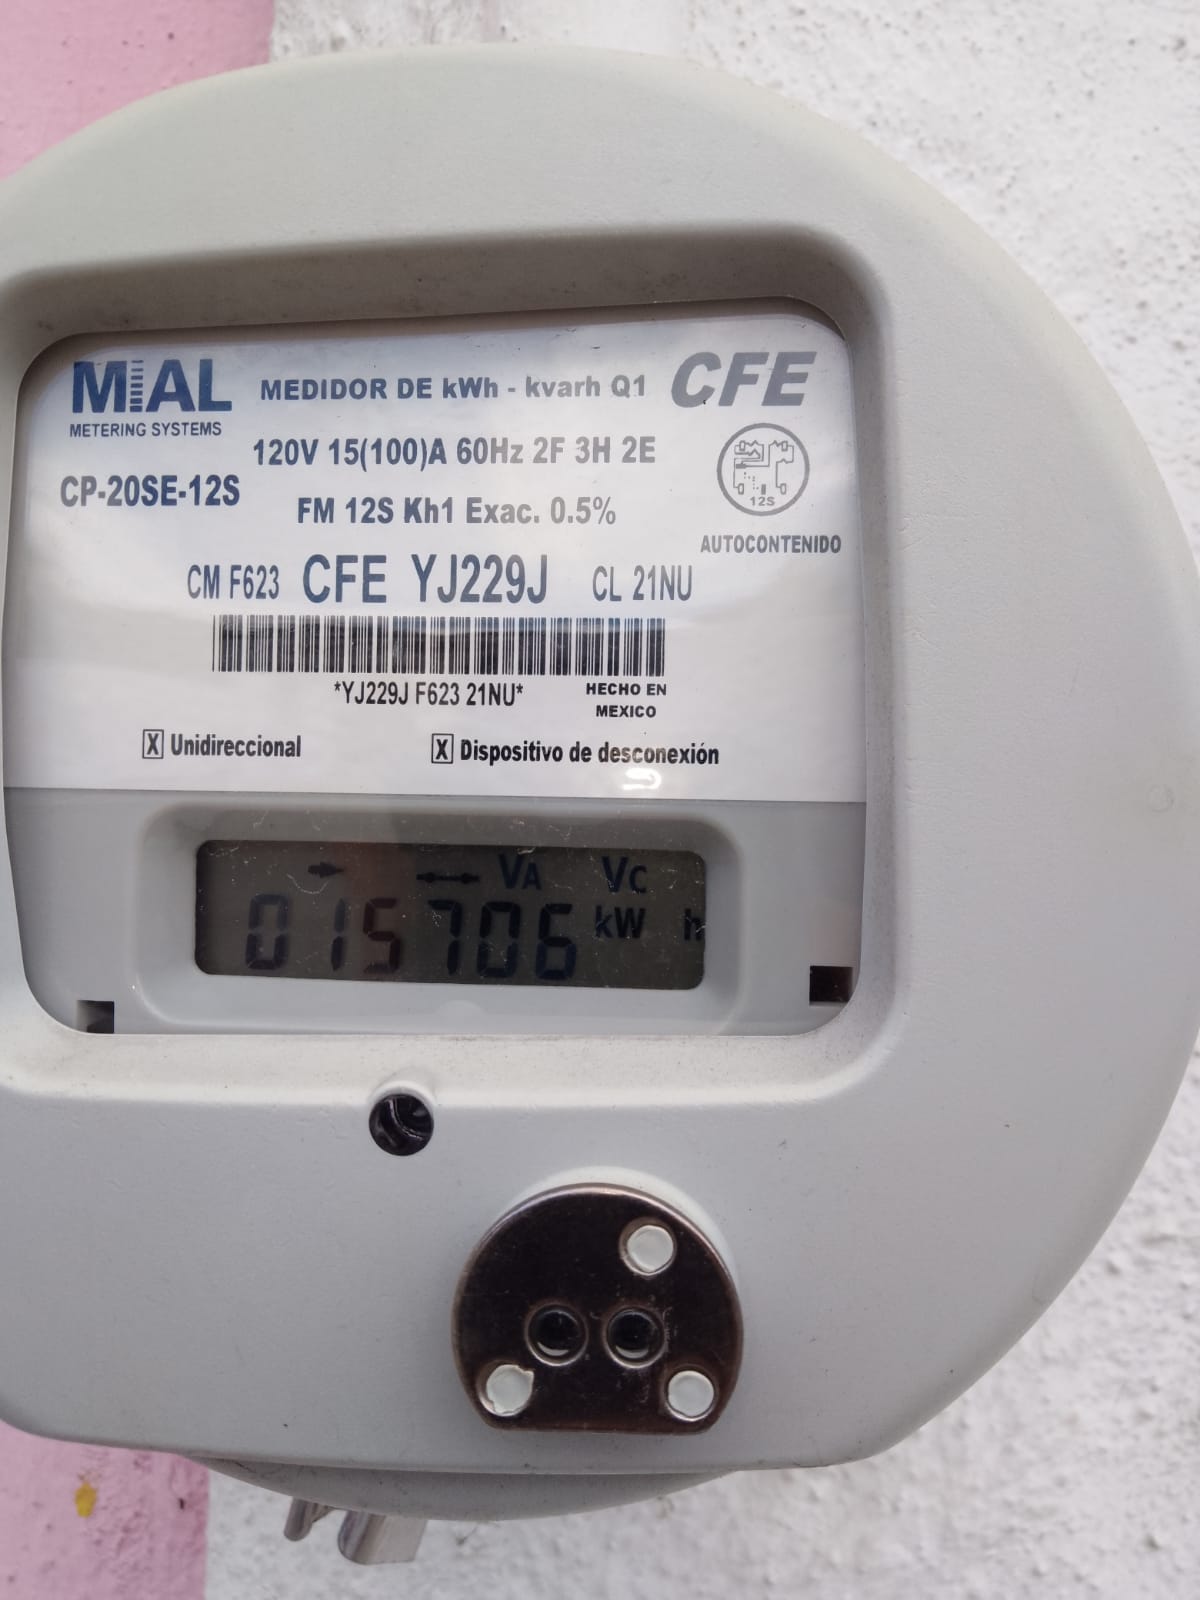 MIAL
METERING SYSTEMS
MEDIDOR DE kWh - kvarh Q1
CFE
120V 15(100)A 60Hz 2F 3H 2E
CP-20SE-12S
FM 12S Kh1 Exac. 0.5%
12S
AUTOCONTENIDO
CM F623 CFE YJ229J CL 21NU
*YJ229J F623 21NU*
HECHO EN
MEXICO
X Unidireccional
X Dispositivo de desconexión
VA VC
015706 kW h